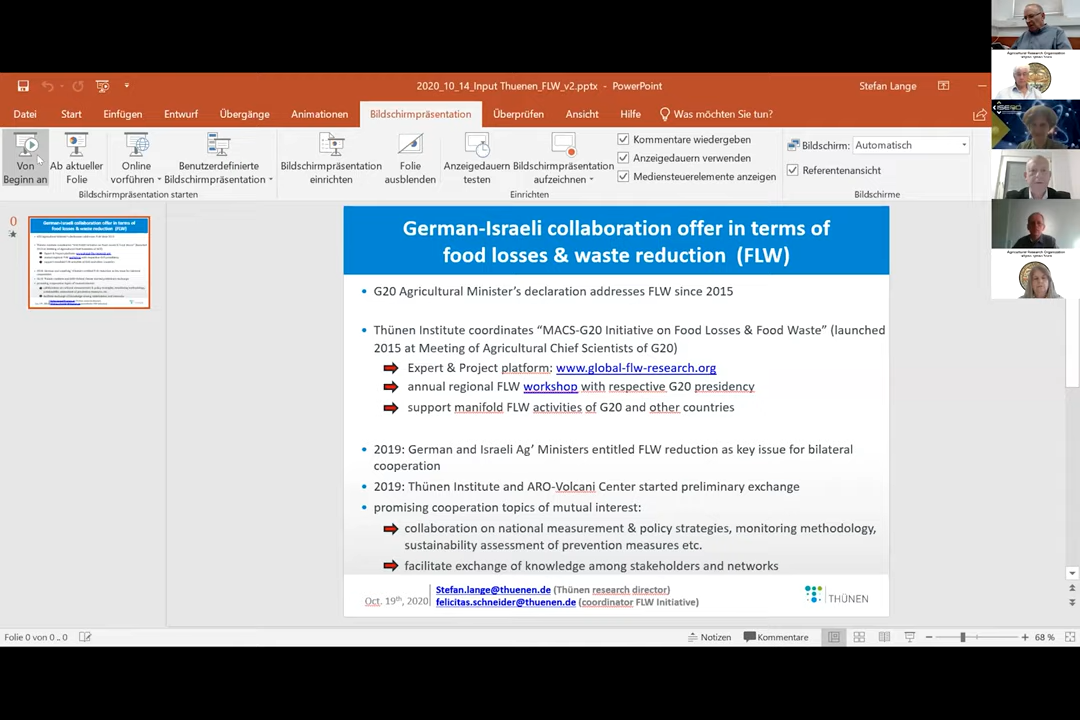 2020_10_14_Input Thuenen_FLW_v2.pptx - PowerPoint
Stefan Lange
Datei Start Einfügen Entwurf Übergänge Animationen Bildschirmpräsentation Überprüfen Ansicht Hilfe Was möchten Sie tun?
Von Beginn an
Ab aktueller Folie
Online vorführen
Benutzerdefinierte Bildschirmpräsentation
Bildschirmpräsentation einrichten
Folie ausblenden
Anzeigedauern testen
Bildschirmpräsentation aufzeichnen
Kommentare wiedergeben
Anzeigedauern verwenden
Mediensteuerelemente anzeigen
Bildschirm: Automatisch
Referentenansicht
Bildschirmpräsentation starten
Einrichten
Bildschirme
0
German-Israeli collaboration offer in terms of
food losses & waste reduction (FLW)
• G20 Agricultural Minister's declaration addresses FLW since 2015
• Thünen Institute coordinates “MACS-G20 Initiative on Food Losses & Food Waste” (launched
2015 at Meeting of Agricultural Chief Scientists of G20)
Expert & Project platform: www.global-flw-research.org
annual regional FLW workshop with respective G20 presidency
support manifold FLW activities of G20 and other countries
• 2019: German and Israeli Ag’ Ministers entitled FLW reduction as key issue for bilateral
cooperation
• 2019: Thünen Institute and ARO-Volcani Center started preliminary exchange
• promising cooperation topics of mutual interest:
collaboration on national measurement & policy strategies, monitoring methodology,
sustainability assessment of prevention measures etc.
facilitate exchange of knowledge among stakeholders and networks
Oct. 19th, 2020
Stefan.lange@thuenen.de (Thünen research director)
felicitas.schneider@thuenen.de (coordinator FLW Initiative)
THÜNEN
Folie 0 von 0 .. 0
Notizen Kommentare
68 %
Agricultural Research Organization
Agricultural Research Organization